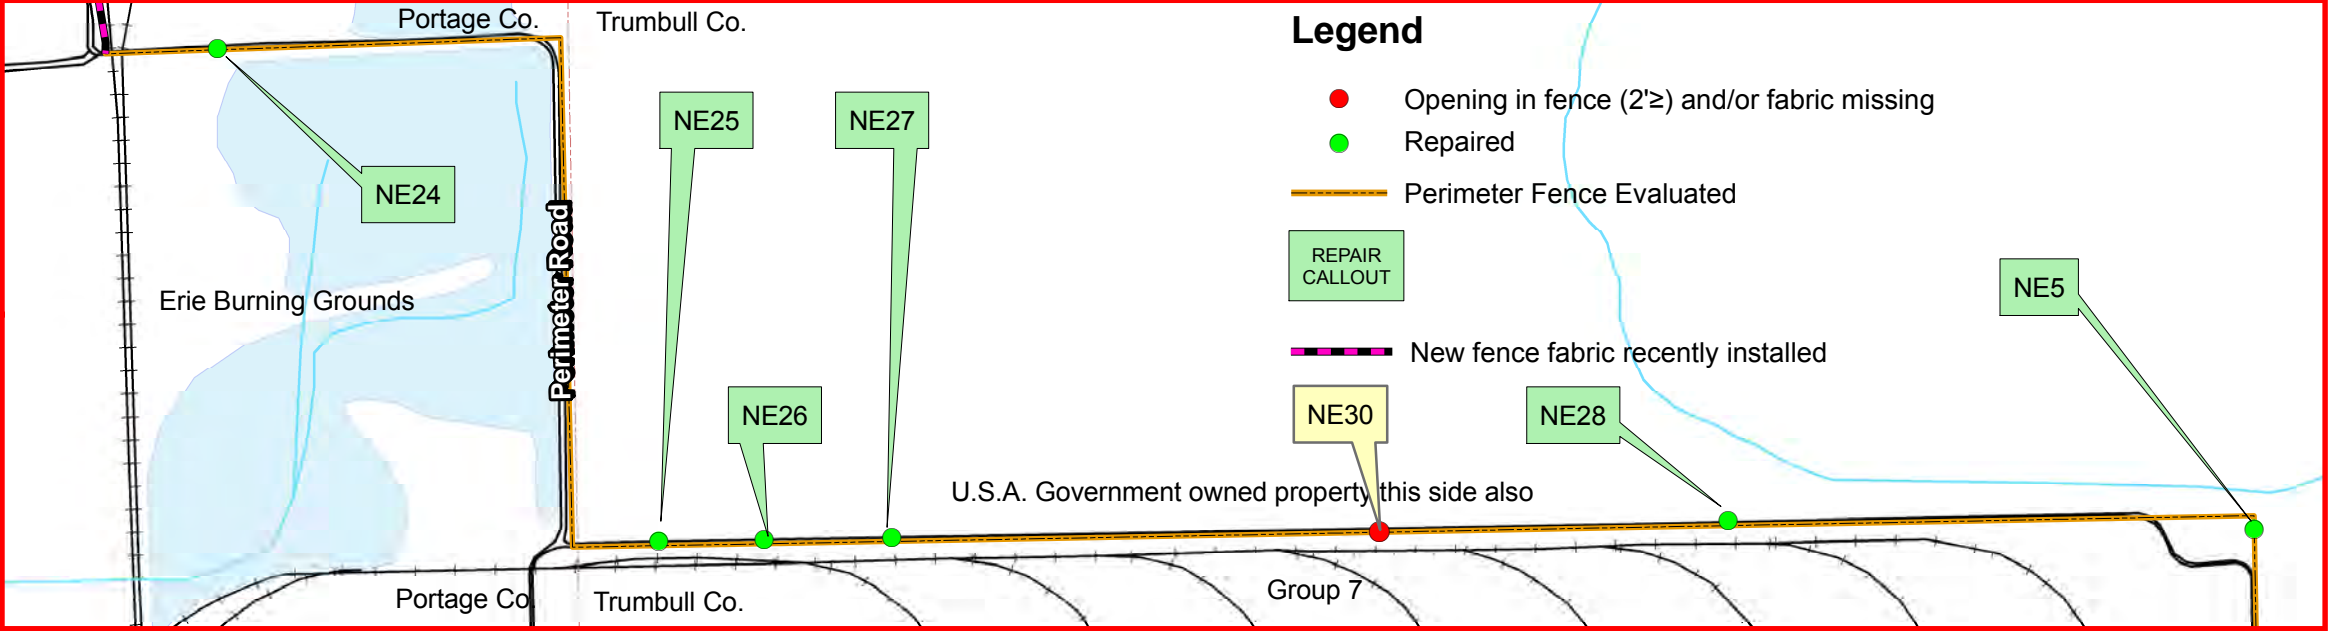 Portage Co.
Trumbull Co.
Legend
Opening in fence (2'≥) and/or fabric missing
Repaired
Perimeter Fence Evaluated
REPAIR
CALLOUT
New fence fabric recently installed
NE24
NE25
NE27
Perimeter Road
Erie Burning Grounds
NE5
NE26
NE30
NE28
U.S.A. Government owned property this side also
Group 7
Portage Co.
Trumbull Co.